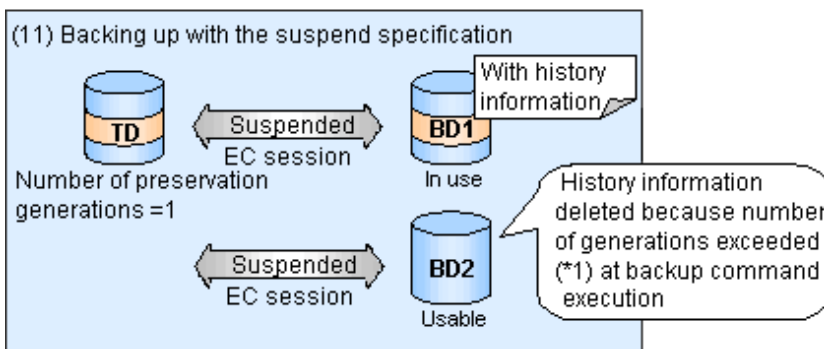 (11) Backing up with the suspend specification
With history
information
TD
Suspended
EC session
BD1
In use
Number of preservation
generations =1
Suspended
EC session
BD2
Usable
History information
deleted because number
of generations exceeded
(*1) at backup command
execution